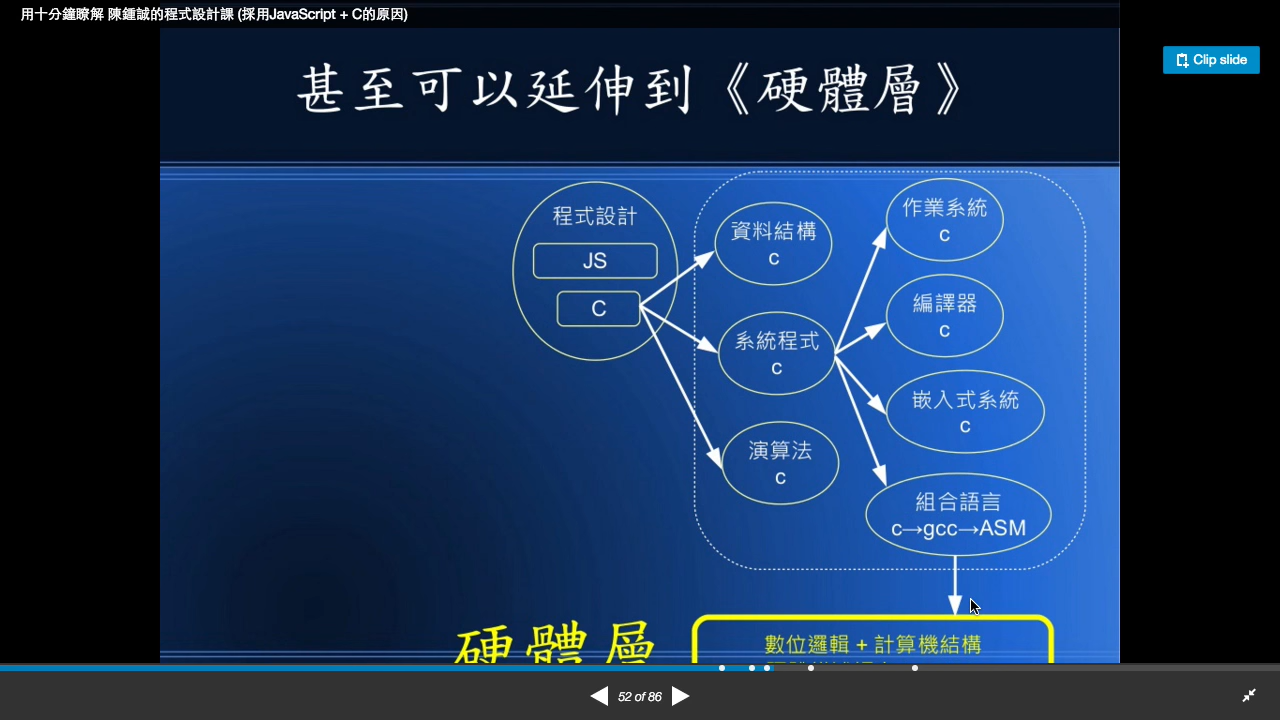 用十分鐘瞭解 陳鍾誠的程式設計課 (採用JavaScript + C的原因)
Clip slide
甚至可以延伸到《硬體層》
程式設計
JS
C
資料結構
c
系統程式
c
演算法
c
作業系統
c
編譯器
c
嵌入式系統
c
組合語言
c→gcc→ASM
硬體層
數位邏輯 + 計算機結構
52 of 86